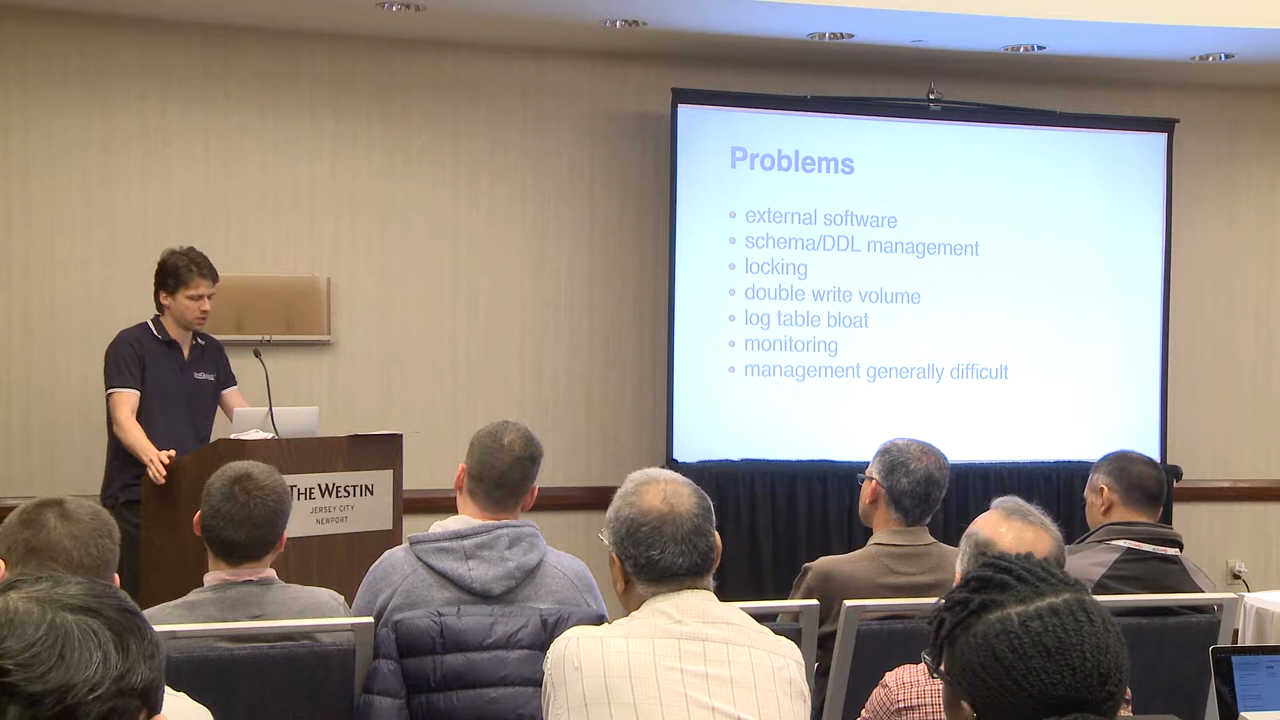 Problems
• external software
• schema/DDL management
• locking
• double write volume
• log table bloat
• monitoring
• management generally difficult
THE WESTIN
JERSEY CITY
NEWPORT